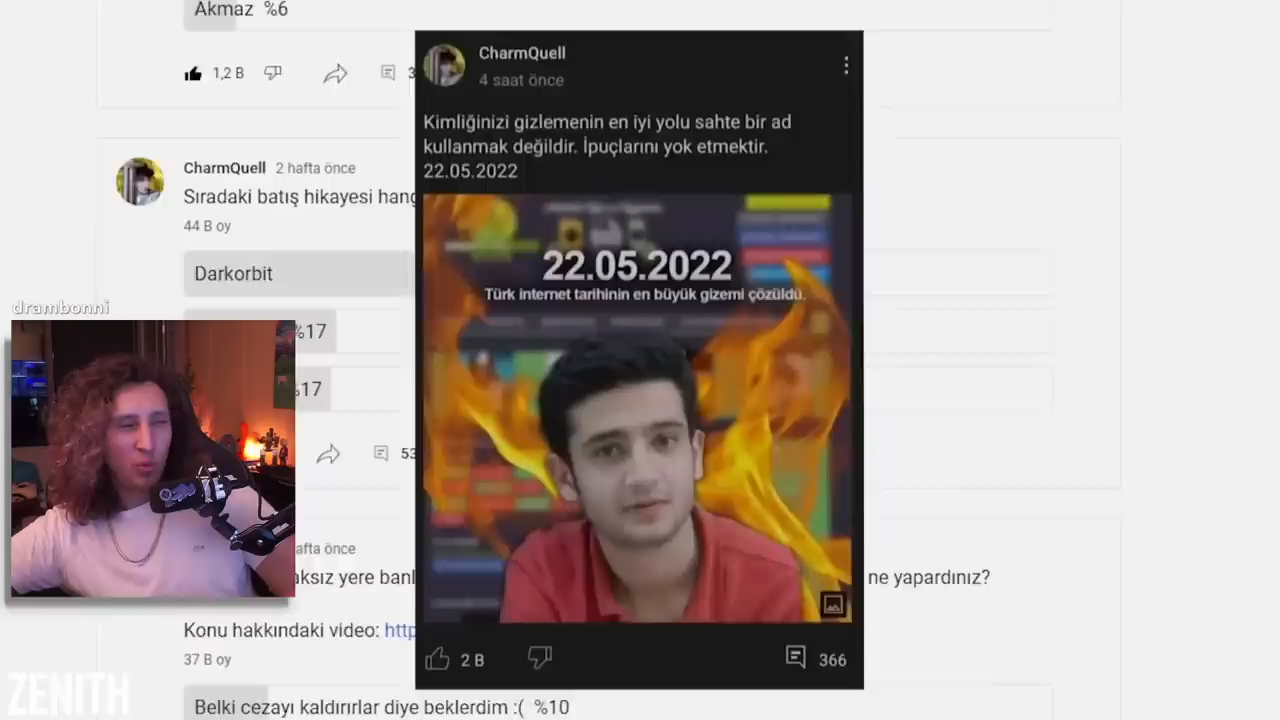 Akmaz %6
1,2 B
3
CharmQuell 2 hafta önce
Sıradaki batış hikayesi hang
44 B oy
Darkorbit
%17
%17
53
drambonni
afta önce
aksız yere banl
ne yapardınız?
Konu hakkındaki video: http
37 B oy
Belki cezayı kaldırırlar diye beklerdim :( %10
ZENITH
CharmQuell
4 saat önce
Kimliğinizi gizlemenin en iyi yolu sahte bir ad
kullanmak değildir. İpuçlarını yok etmektir.
22.05.2022
22.05.2022
Türk internet tarihinin en büyük gizemi çözüldü.
2 B
366